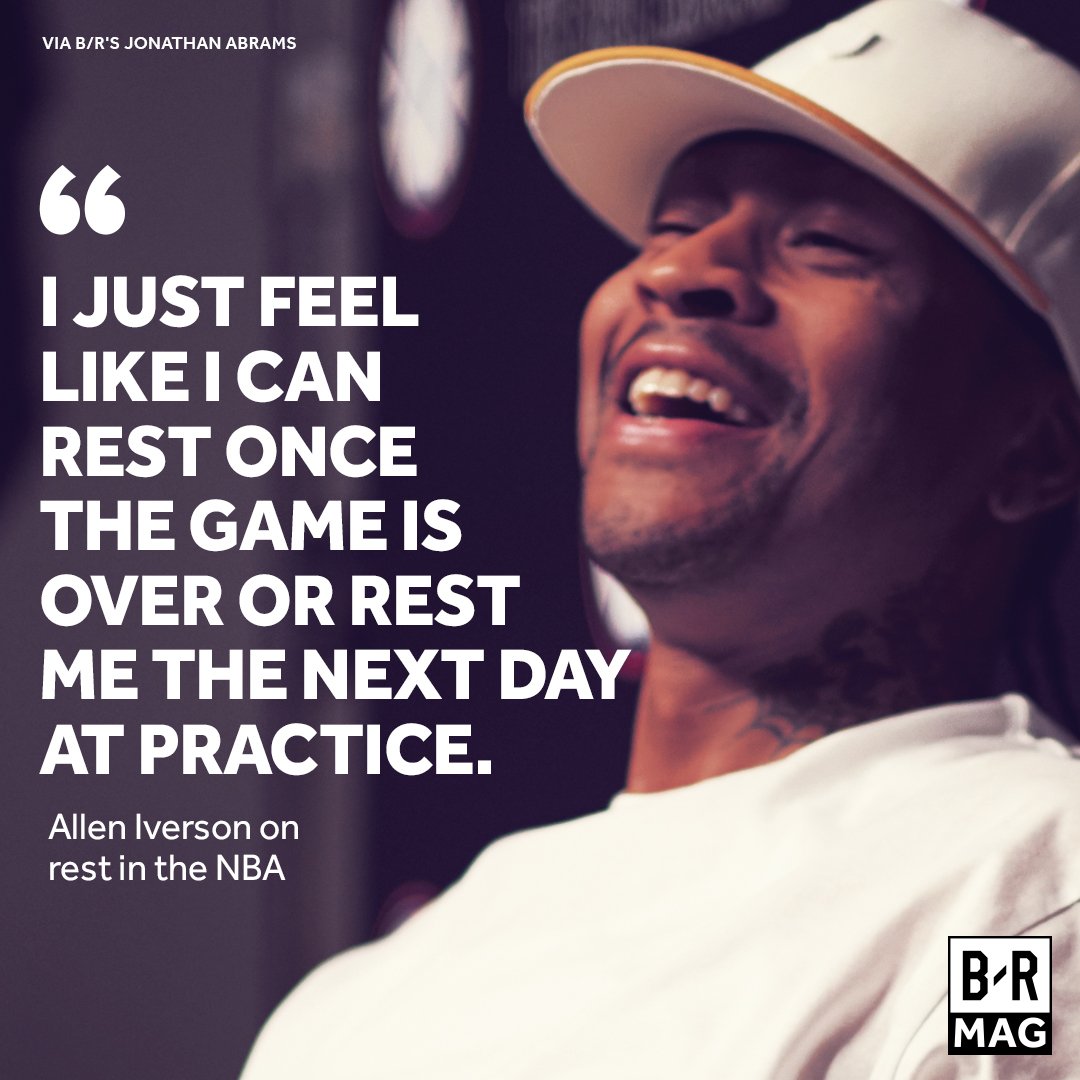 VIA B/R'S JONATHAN ABRAMS
“
I JUST FEEL
LIKE I CAN
REST ONCE
THE GAME IS
OVER OR REST
ME THE NEXT DAY
AT PRACTICE.
Allen Iverson on
rest in the NBA
B-R
MAG